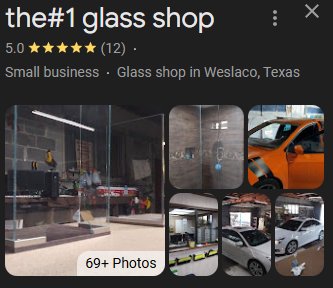 the#1 glass shop
5.0 ★★★★★ (12) ·
Small business · Glass shop in Weslaco, Texas
69+ Photos